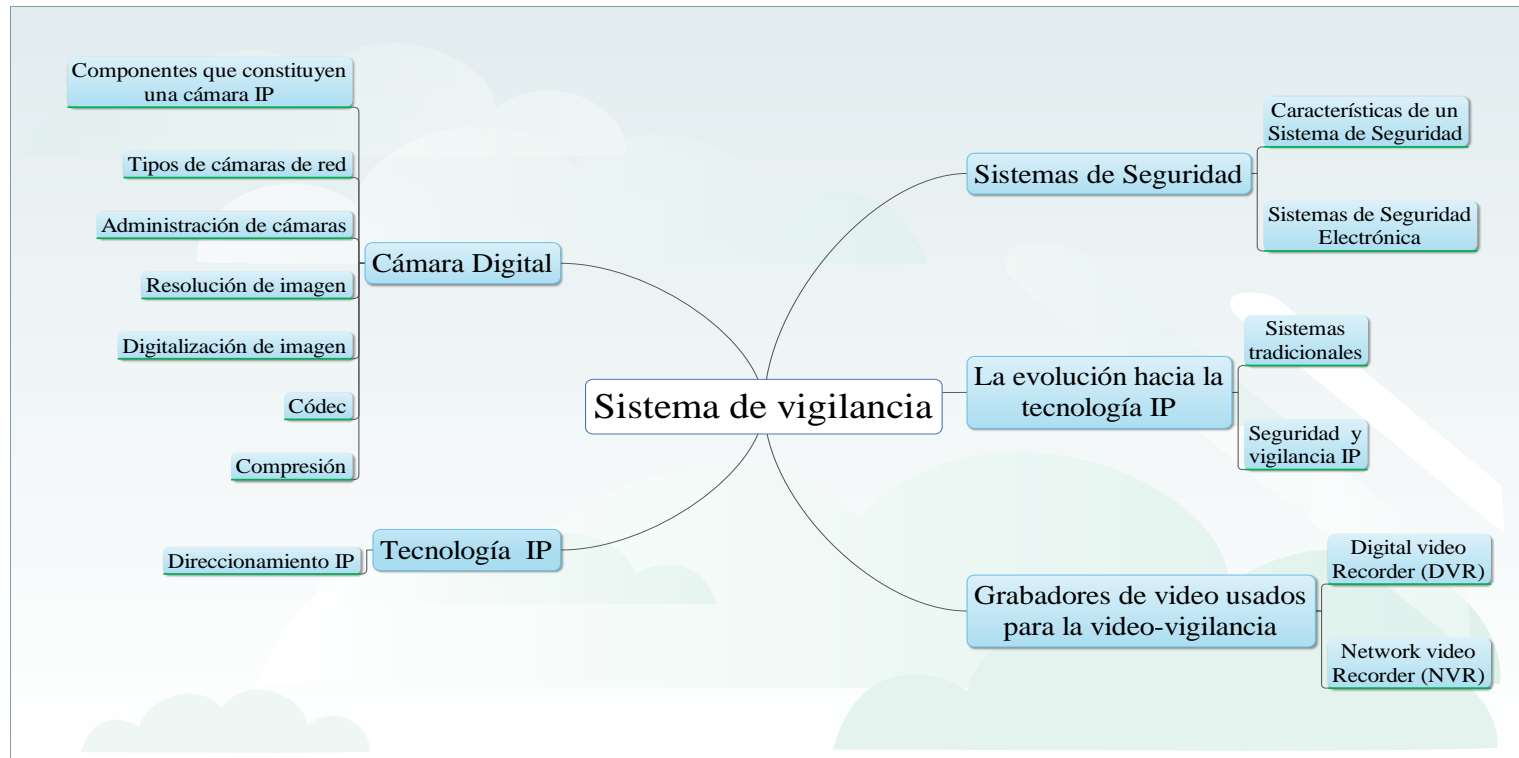 Componentes que constituyen
una cámara IP
Tipos de cámaras de red
Administración de cámaras
Resolución de imagen
Digitalización de imagen
Códec
Compresión
Cámara Digital
Direccionamiento IP
Tecnología IP
Sistema de vigilancia
Sistemas de Seguridad
Característícas de un
Sistema de Seguridad
Sistemas de Seguridad
Electrónica
La evolución hacia la
tecnología IP
Sistemas
tradicionales
Seguridad y
vigilancia IP
Grabadores de video usados
para la video-vigilancia
Digital video
Recorder (DVR)
Network video
Recorder (NVR)